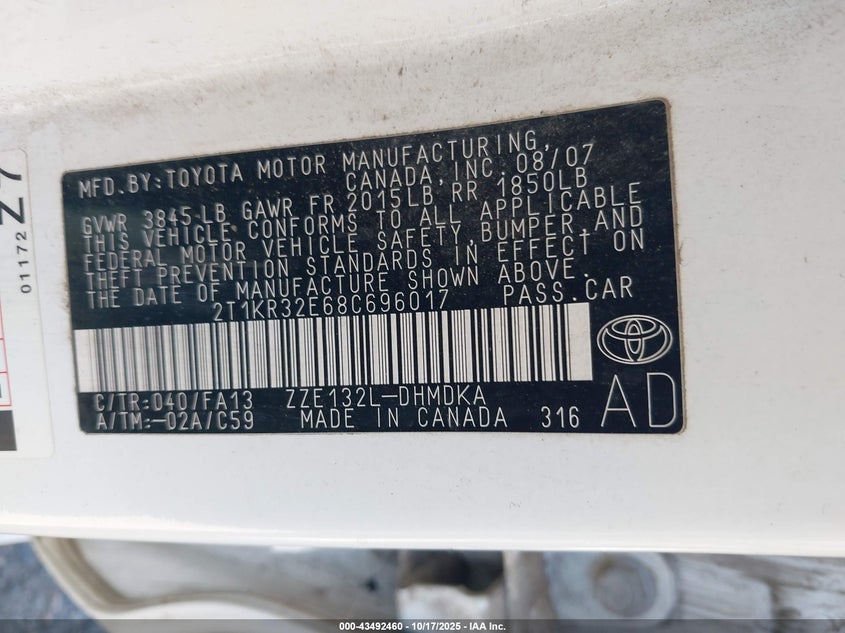 MFD.BY:TOYOTA MOTOR MANUFACTURING,
CANADA,INC.08/07
GVWR 3845-LB GAWR FR 2015LB RR 1850LB
THIS VEHICLE CONFORMS TO ALL APPLICABLE
FEDERAL MOTOR VEHICLE SAFETY,BUMPER,AND
THEFT PREVENTION STANDARDS IN EFFECT ON
THE DATE OF MANUFACTURE SHOWN ABOVE.
2T1KR32E68C696017 PASS.CAR
C/TR:040/FA13 ZZE132L-DHMDKA
A/TM:-02A/C59 MADE IN CANADA 316
AD
01172
Z7
000-43492460 - 10/17/2025 - IAA Inc.